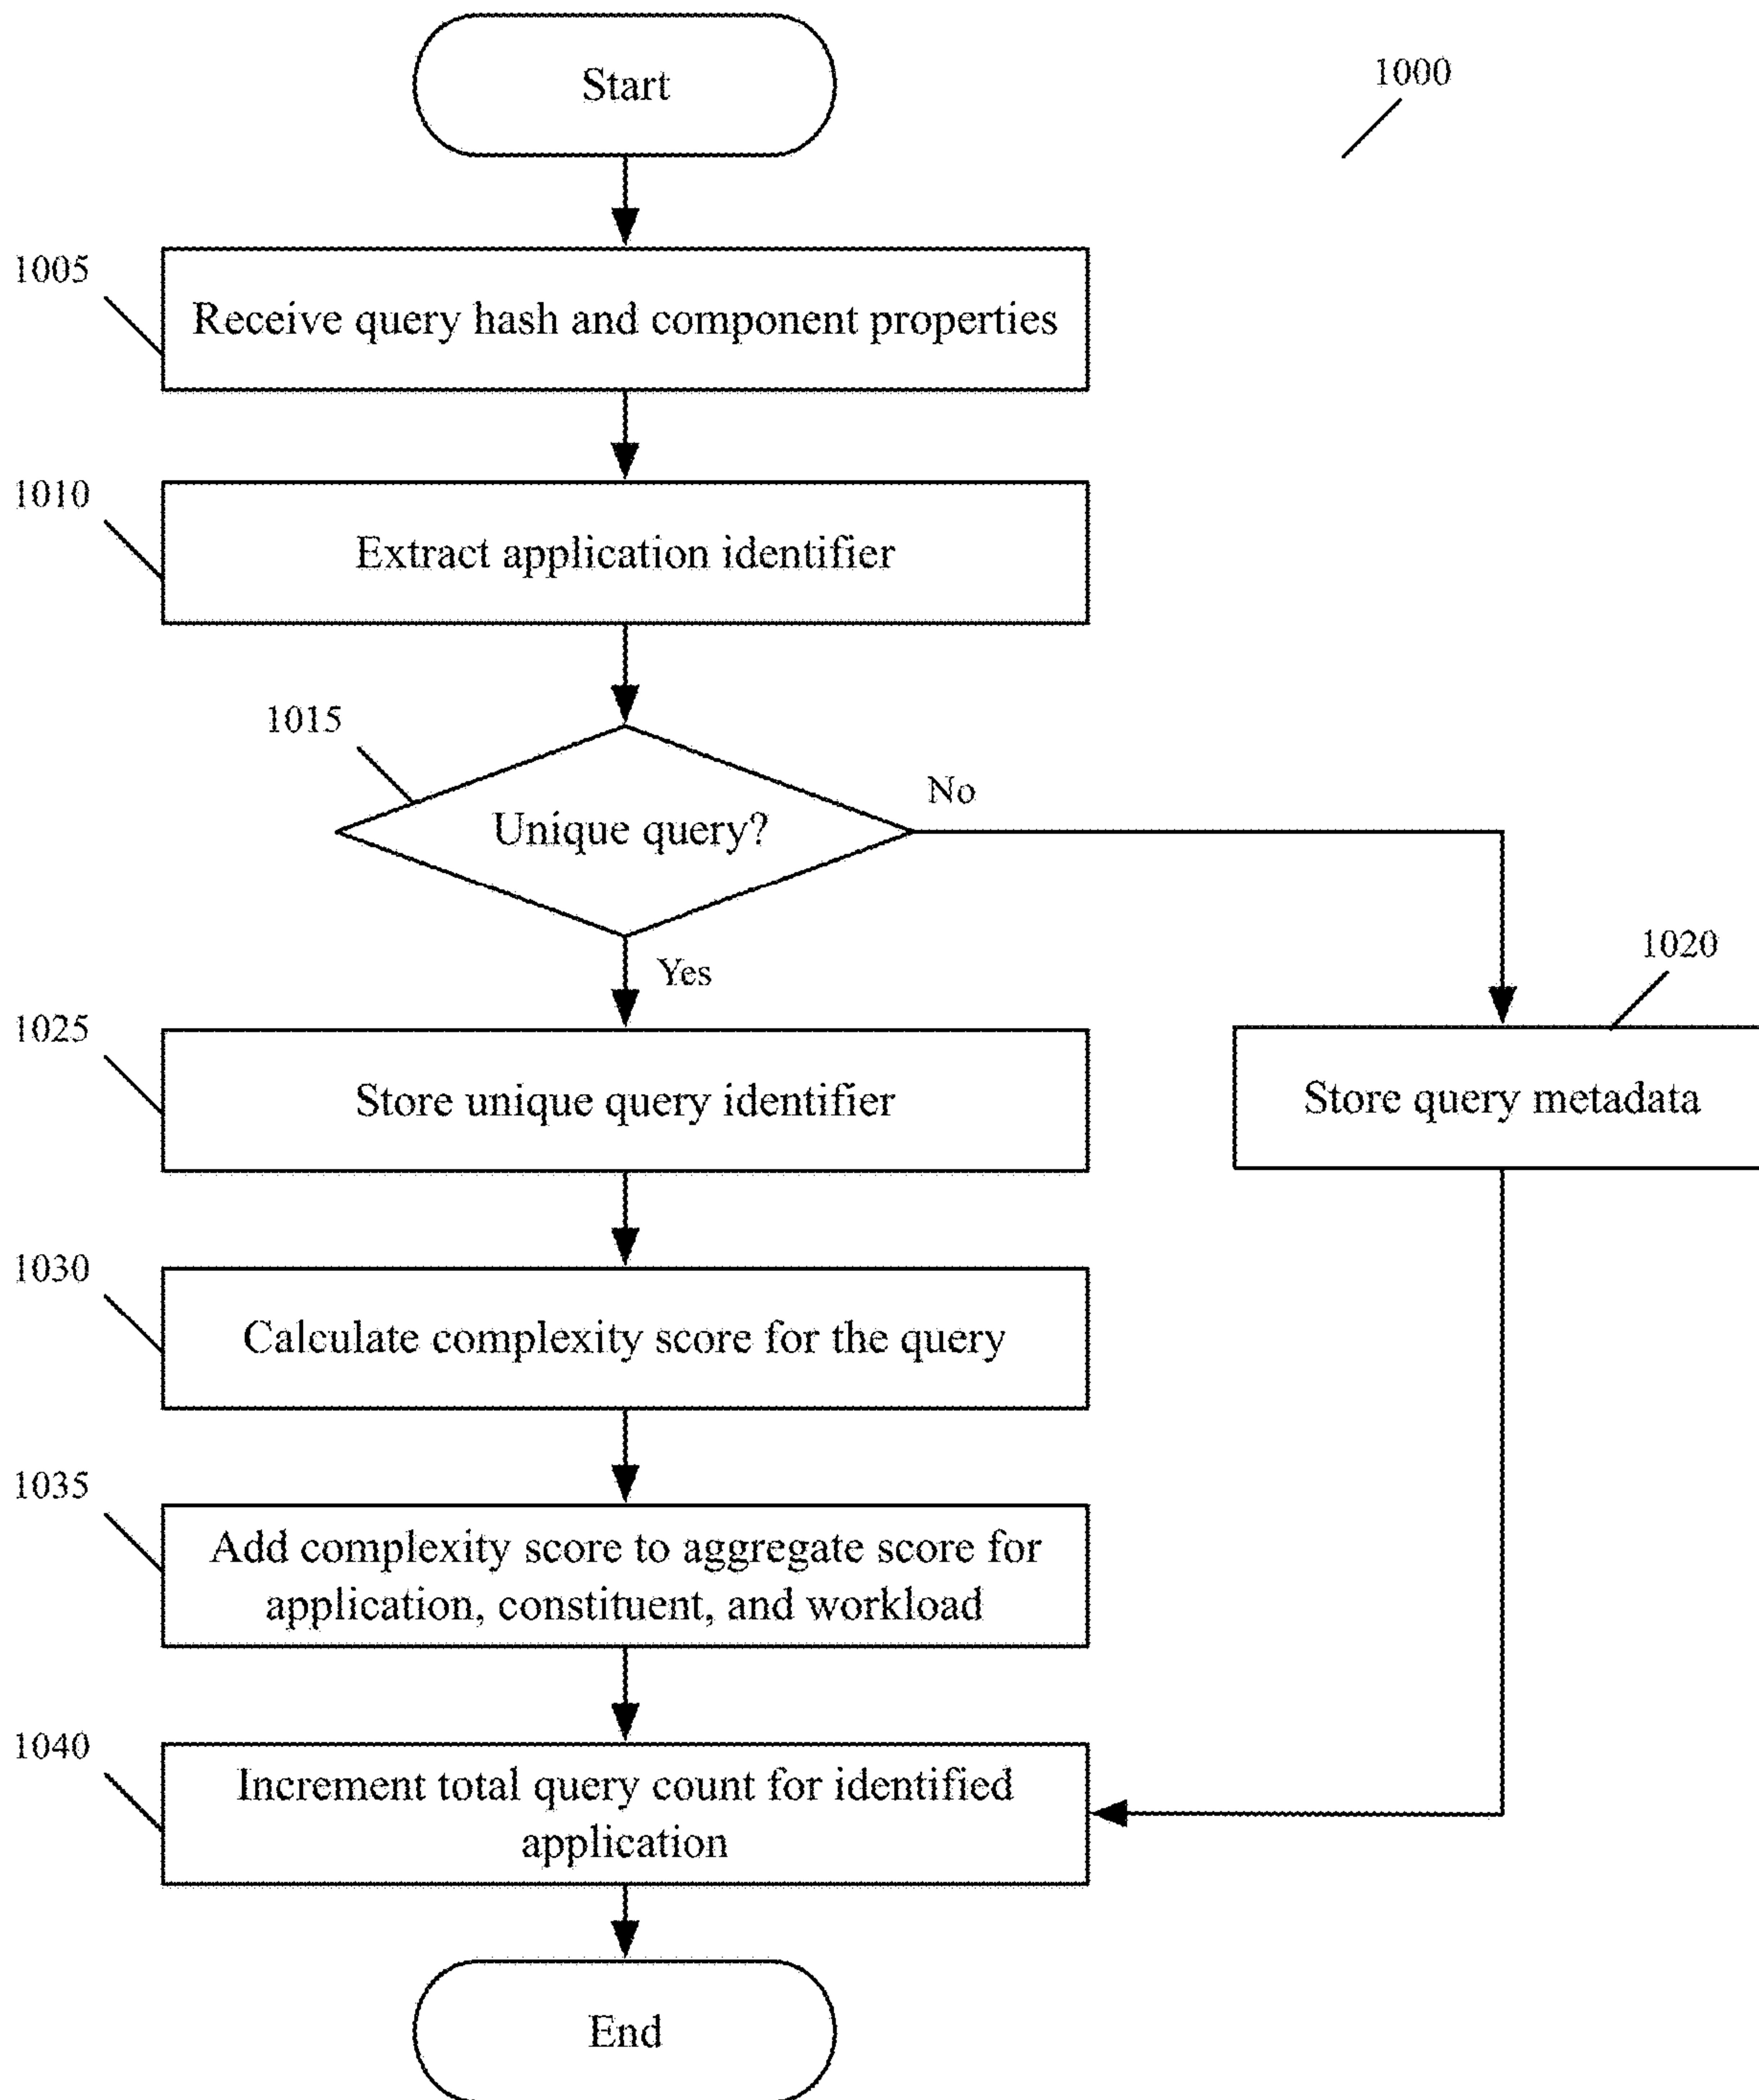 Start
1000
1005
Receive query hash and component properties
1010
Extract application identifier
1015
Unique query?
No
Yes
1020
1025
Store unique query identifier
Store query metadata
1030
Calculate complexity score for the query
1035
Add complexity score to aggregate score for
application, constituent, and workload
1040
Increment total query count for identified
application
End